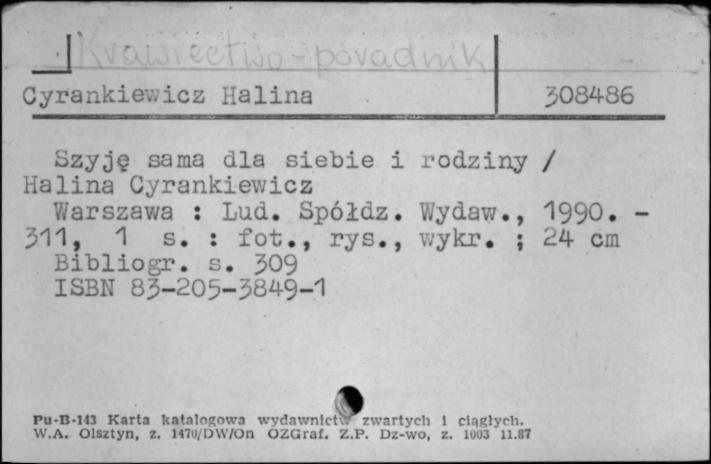 Krawiectwo - poradnik
Cyrankiewicz Halina 308486
Szyję sama dla siebie i rodziny /
Halina Cyrankiewicz
Warszawa : Lud. Spółdz. Wydaw., 1990. -
311, 1 s. : fot., rys., wykr. ; 24 cm
Bibliogr. s. 309
ISBN 83-205-3849-1
Pu-B-143 Karta katalogowa wydawnictw zwartych i ciągłych.
W.A. Olsztyn, z. 1470/DW/On OZGraf. Z.P. Dz-wo, z. 1003 11.87